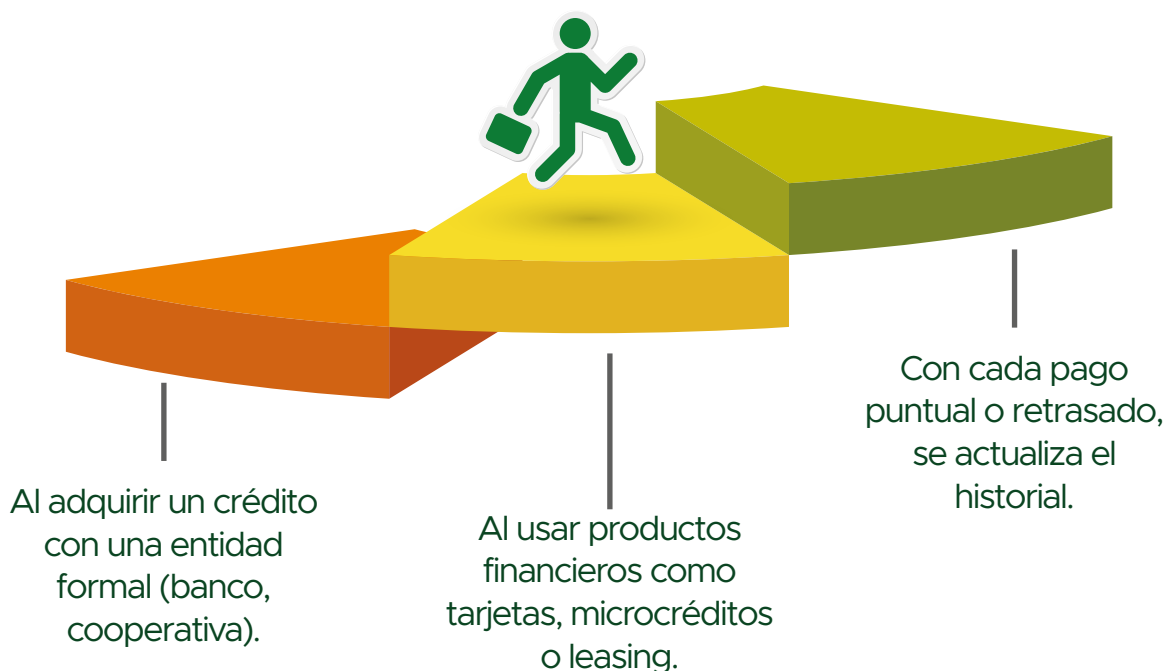 Al adquirir un crédito
con una entidad
formal (banco,
cooperativa).
Al usar productos
financieros como
tarjetas, microcréditos
o leasing.
Con cada pago
puntual o retrasado,
se actualiza el
historial.